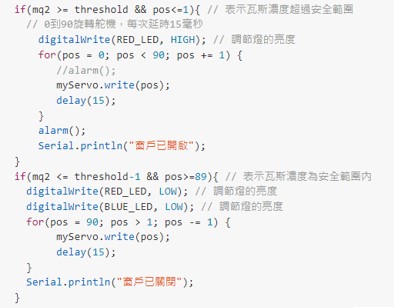 if(mq2 >= threshold && pos<=1){ // 表示瓦斯濃度超過安全範圍
// 0到90旋轉舵機，每次延時15毫秒
digitalWrite(RED_LED, HIGH); // 調節燈的亮度
for(pos = 0; pos < 90; pos += 1) {
//alarm();
myServo.write(pos);
delay(15);
}
alarm();
Serial.println("窗戶已開啟");
}
if(mq2 <= threshold-1 && pos>=89){ // 表示瓦斯濃度為安全範圍內
digitalWrite(RED_LED, LOW); // 調節燈的亮度
digitalWrite(BLUE_LED, LOW); // 調節燈的亮度
for(pos = 90; pos > 1; pos -= 1) {
myServo.write(pos);
delay(15);
}
Serial.println("窗戶已關閉");
}